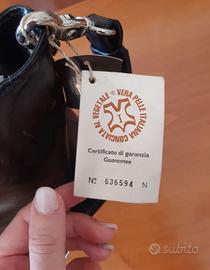 VERA PELLE ITALIANA CONCIATA AL VEGETALE
I
Certificato di garanzia
Guarantee
Nº 636594 N
subito